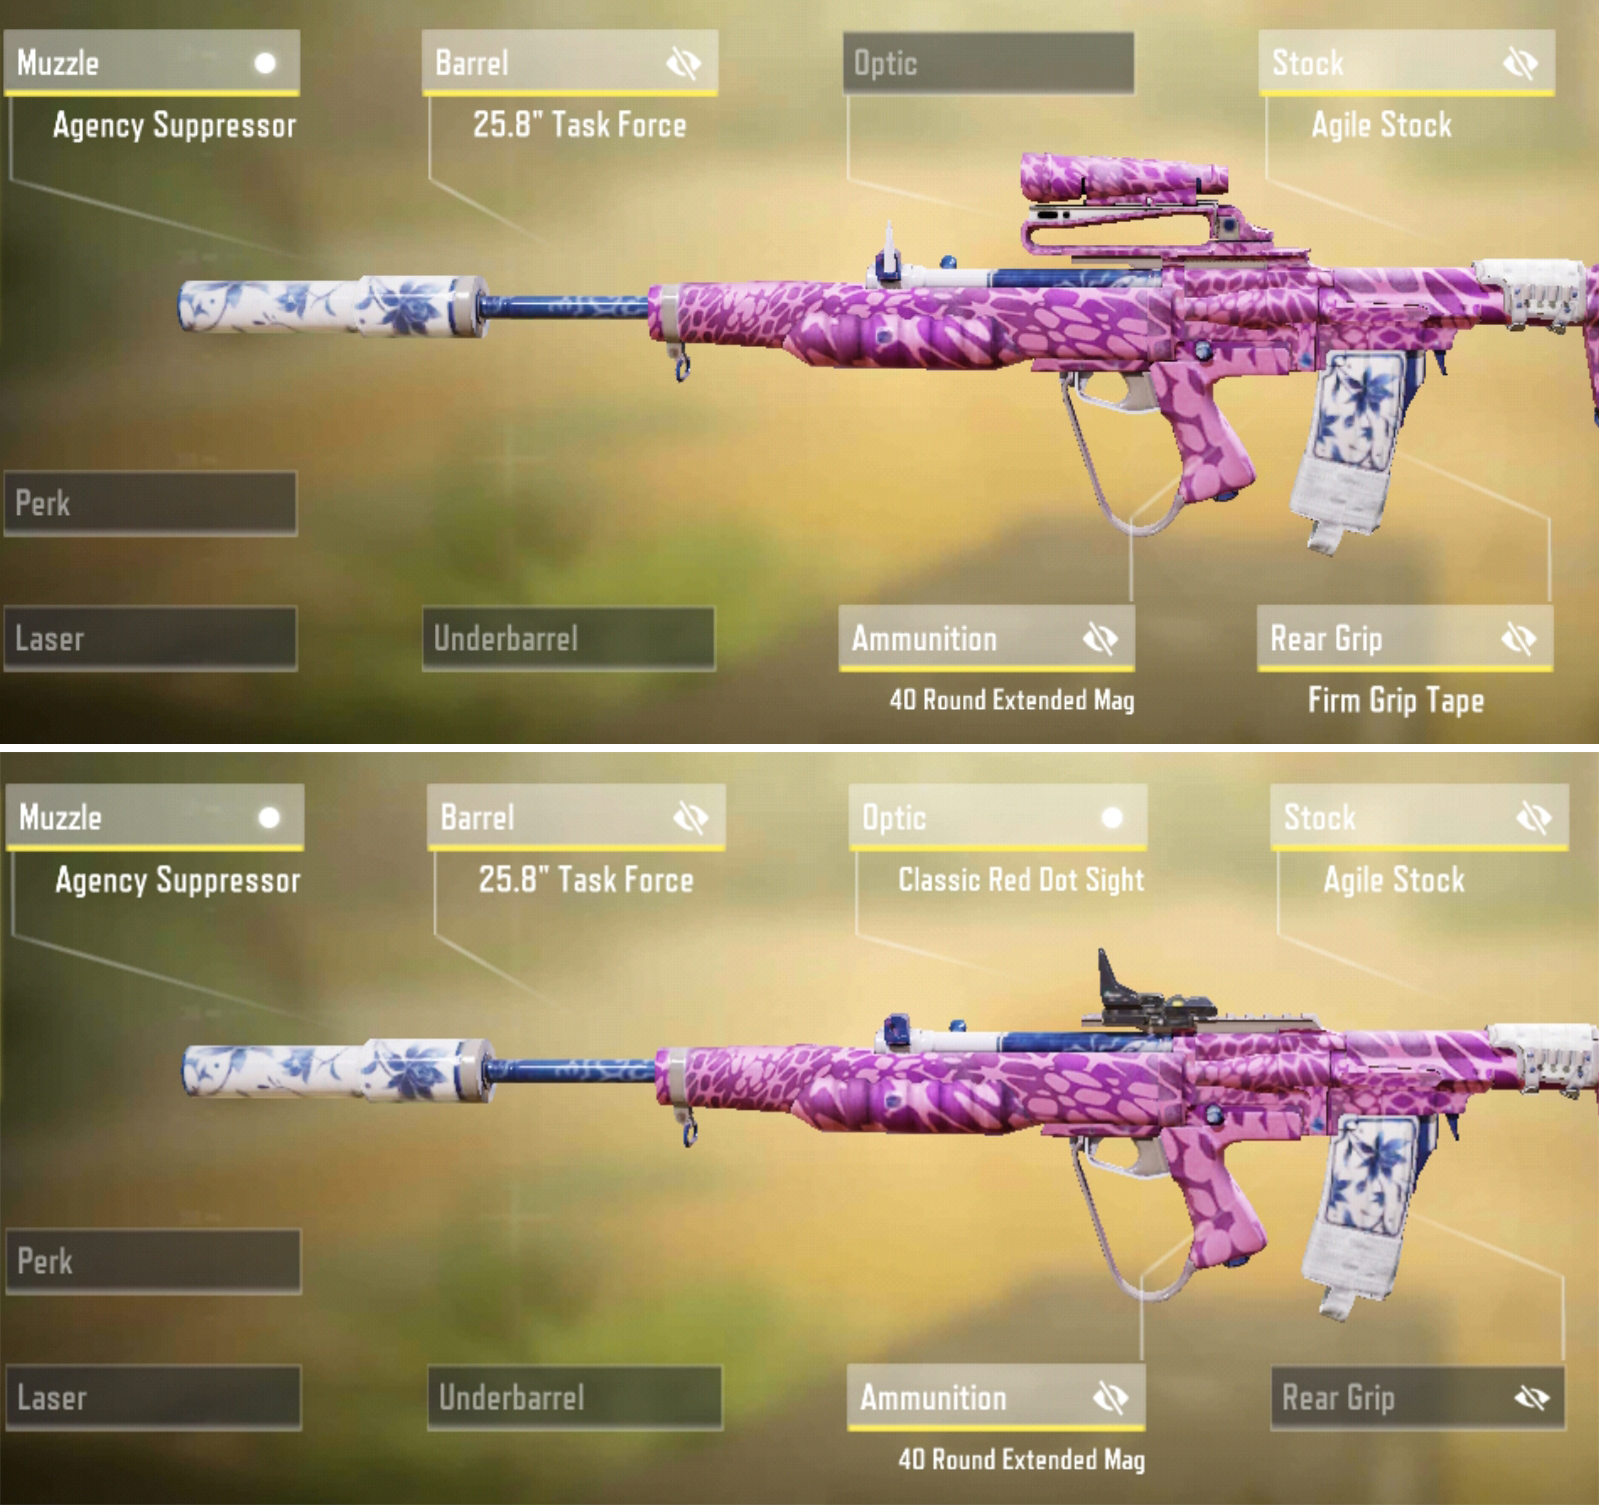 Muzzle
Barrel
Optic
Stock
Agency Suppressor
25.8" Task Force
Agile Stock
Perk
Laser
Underbarrel
Ammunition
Rear Grip
40 Round Extended Mag
Firm Grip Tape
Muzzle
Barrel
Optic
Stock
Agency Suppressor
25.8" Task Force
Classic Red Dot Sight
Agile Stock
Perk
Laser
Underbarrel
Ammunition
Rear Grip
40 Round Extended Mag